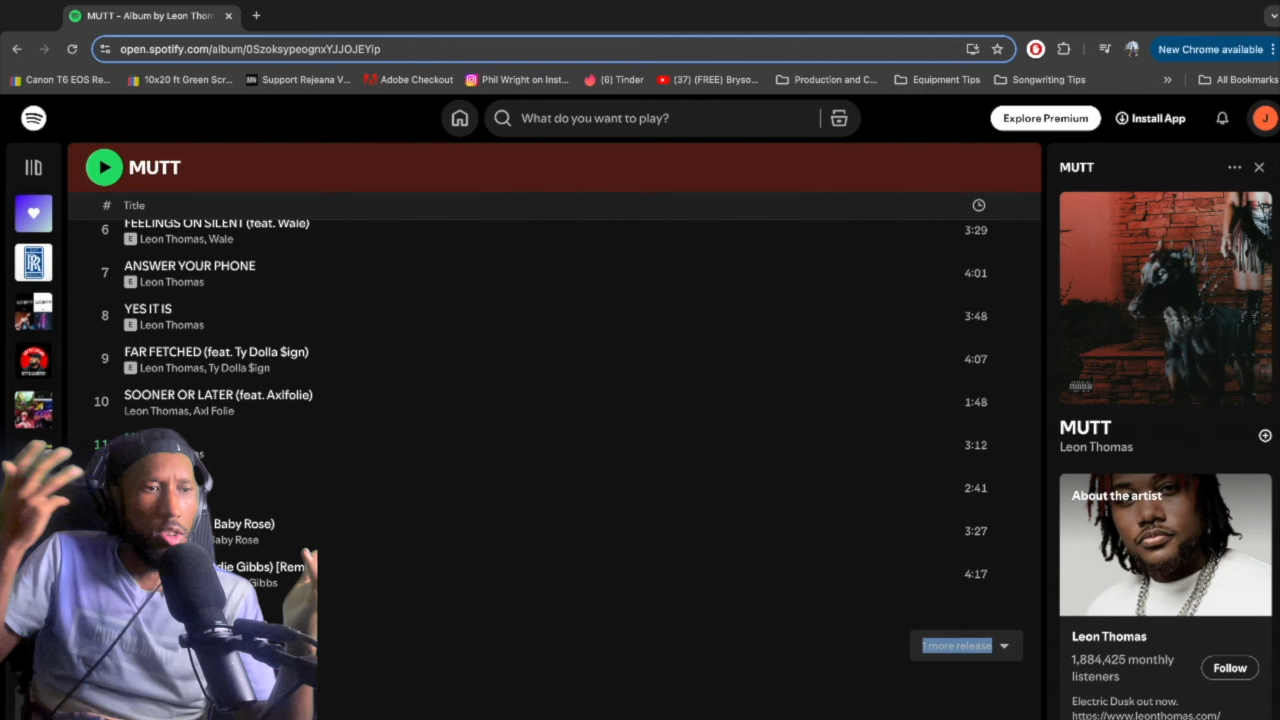 MUTT – Album by Leon Thom
open.spotify.com/album/0SzoksypeognxYJJOJEYip
New Chrome available
Canon T6 EOS Re...
10x20 ft Green Scr...
Support Rejeana V...
Adobe Checkout
Phil Wright on Inst...
(6) Tinder
(37) (FREE) Bryso...
Production and C...
Equipment Tips
Songwriting Tips
»
All Bookmarks
What do you want to play?
Explore Premium
Install App
J
MUTT
# Title
6 FEELINGS ON SILENT (feat. Wale) 3:29
E Leon Thomas, Wale
7 ANSWER YOUR PHONE 4:01
E Leon Thomas
8 YES IT IS 3:48
E Leon Thomas
9 FAR FETCHED (feat. Ty Dolla $ign) 4:07
E Leon Thomas, Ty Dolla $ign
10 SOONER OR LATER (feat. Axlfolie) 1:48
Leon Thomas, Axl Folie
11 3:12
2:41
Baby Rose) 3:27
Baby Rose
die Gibbs) [Rem 4:17
Gibbs
1 more release
MUTT
MUTT
Leon Thomas
About the artist
Leon Thomas
1,884,425 monthly
listeners
Follow
Electric Dusk out now.
https://www.leonthomas.com/